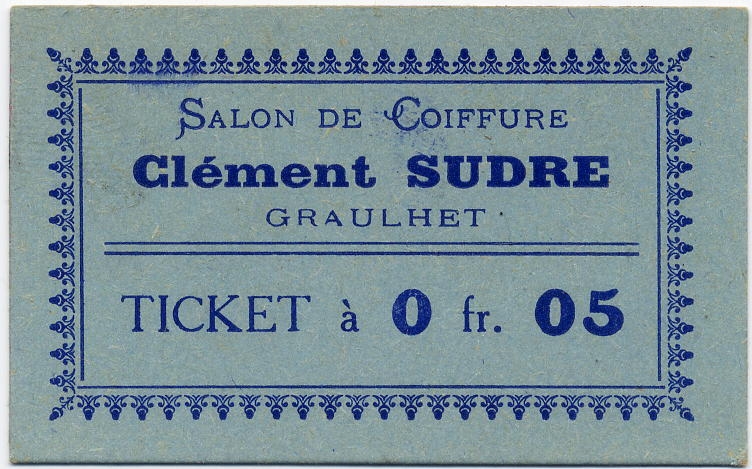 SALON DE COIFFURE
Clément SUDRE
GRAULHET
TICKET à 0 fr. 05